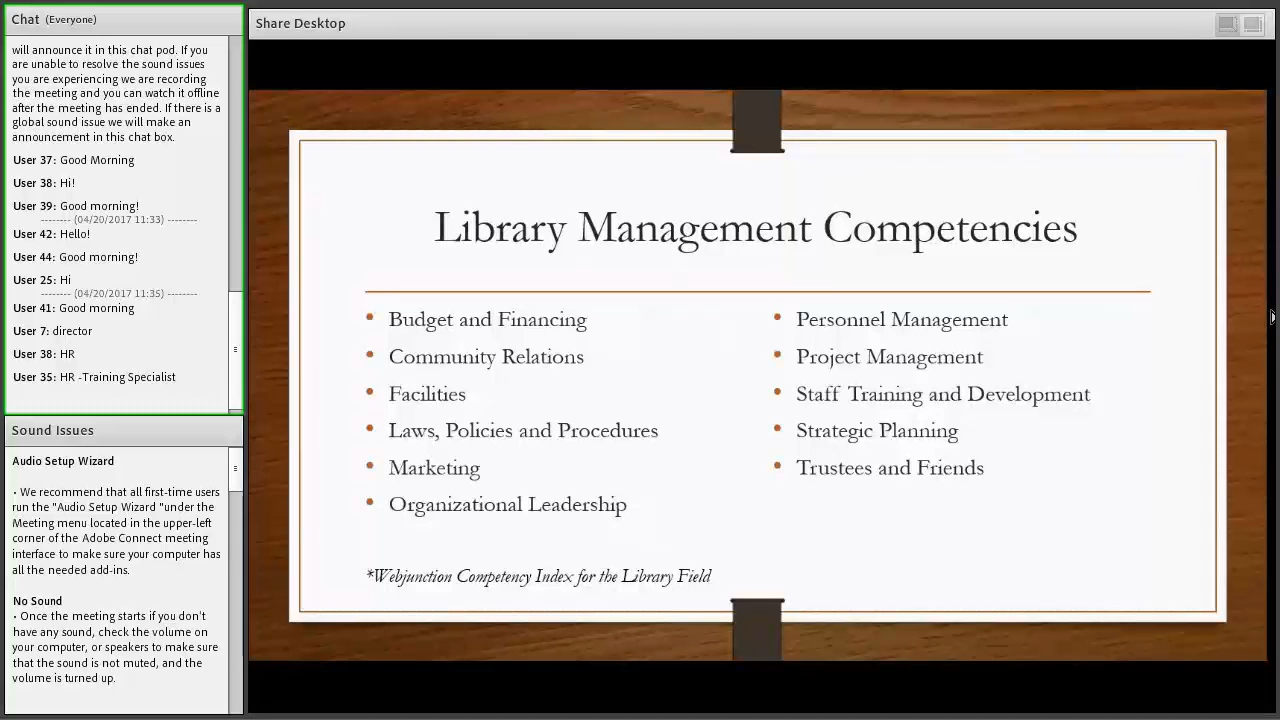 Chat (Everyone)
will announce it in this chat pod. If you
are unable to resolve the sound issues
you are experiencing we are recording
the meeting and you can watch it offline
after the meeting has ended. If there is a
global sound issue we will make an
announcement in this chat box.
User 37: Good Morning
User 38: Hi!
User 39: Good morning!
-------- (04/20/2017 11:33) --------
User 42: Hello!
User 44: Good morning!
User 25: Hi
-------- (04/20/2017 11:35) --------
User 41: Good morning
User 7: director
User 38: HR
User 35: HR -Training Specialist
Sound Issues
Audio Setup Wizard
• We recommend that all first-time users
run the "Audio Setup Wizard "under the
Meeting menu located in the upper-left
corner of the Adobe Connect meeting
interface to make sure your computer has
all the needed add-ins.
No Sound
• Once the meeting starts if you don't
have any sound, check the volume on
your computer, or speakers to make sure
that the sound is not muted, and the
volume is turned up.
Share Desktop
Library Management Competencies
• Budget and Financing
• Community Relations
• Facilities
• Laws, Policies and Procedures
• Marketing
• Organizational Leadership
• Personnel Management
• Project Management
• Staff Training and Development
• Strategic Planning
• Trustees and Friends
*Webjunction Competency Index for the Library Field